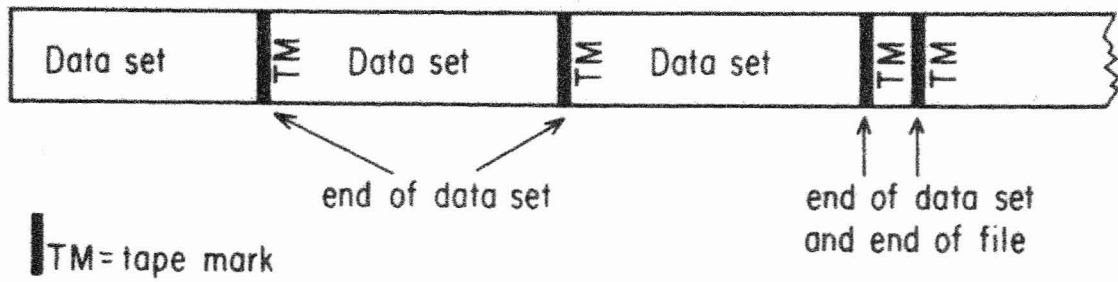 Data set TM Data set TM Data set TM TM
end of data set
end of data set
and end of file
TM= tape mark